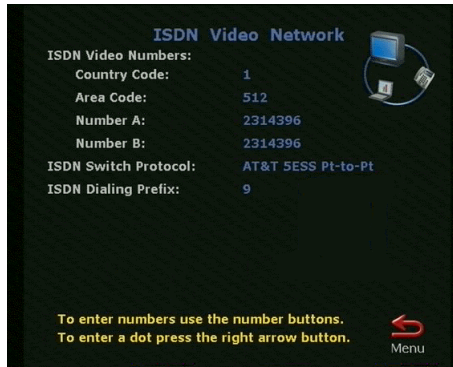 ISDN Video Network
ISDN Video Numbers:
Country Code: 1
Area Code: 512
Number A: 2314396
Number B: 2314396
ISDN Switch Protocol: AT&T 5ESS Pt-to-Pt
ISDN Dialing Prefix: 9
To enter numbers use the number buttons.
To enter a dot press the right arrow button.
Menu